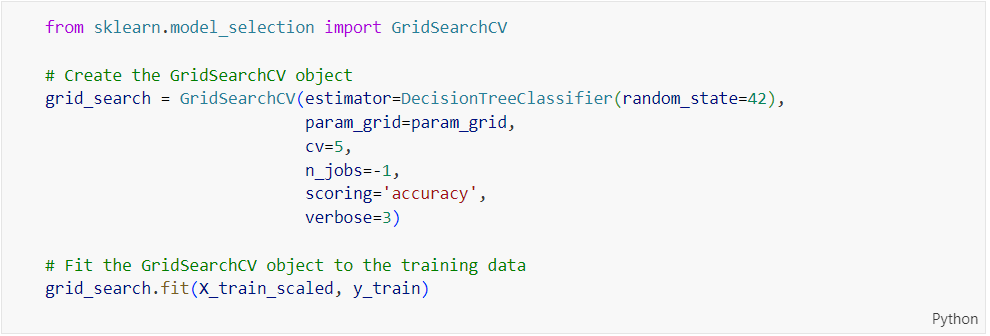 from sklearn.model_selection import GridSearchCV

# Create the GridSearchCV object
grid_search = GridSearchCV(estimator=DecisionTreeClassifier(random_state=42),
                           param_grid=param_grid,
                           cv=5,
                           n_jobs=-1,
                           scoring='accuracy',
                           verbose=3)

# Fit the GridSearchCV object to the training data
grid_search.fit(X_train_scaled, y_train)
Python